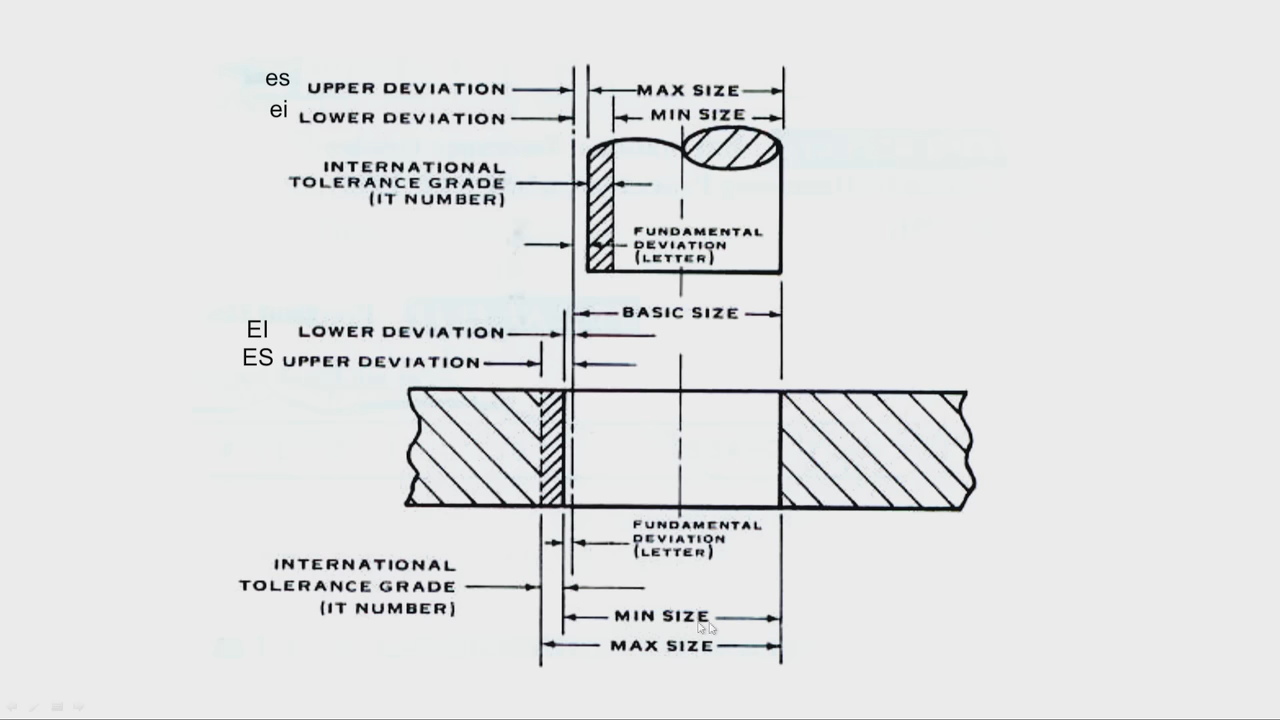 es
UPPER DEVIATION
MAX SIZE
ei
LOWER DEVIATION
MIN SIZE
INTERNATIONAL
TOLERANCE GRADE
(IT NUMBER)
FUNDAMENTAL
DEVIATION
(LETTER)
BASIC SIZE
EI
LOWER DEVIATION
ES
UPPER DEVIATION
FUNDAMENTAL
DEVIATION
(LETTER)
INTERNATIONAL
TOLERANCE GRADE
(IT NUMBER)
MIN SIZE
MAX SIZE